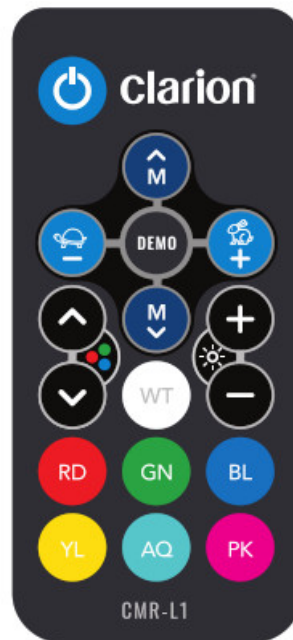 clarion
M
DEMO
− +
M
+
WT
−
RD GN BL
YL AQ PK
CMR-L1